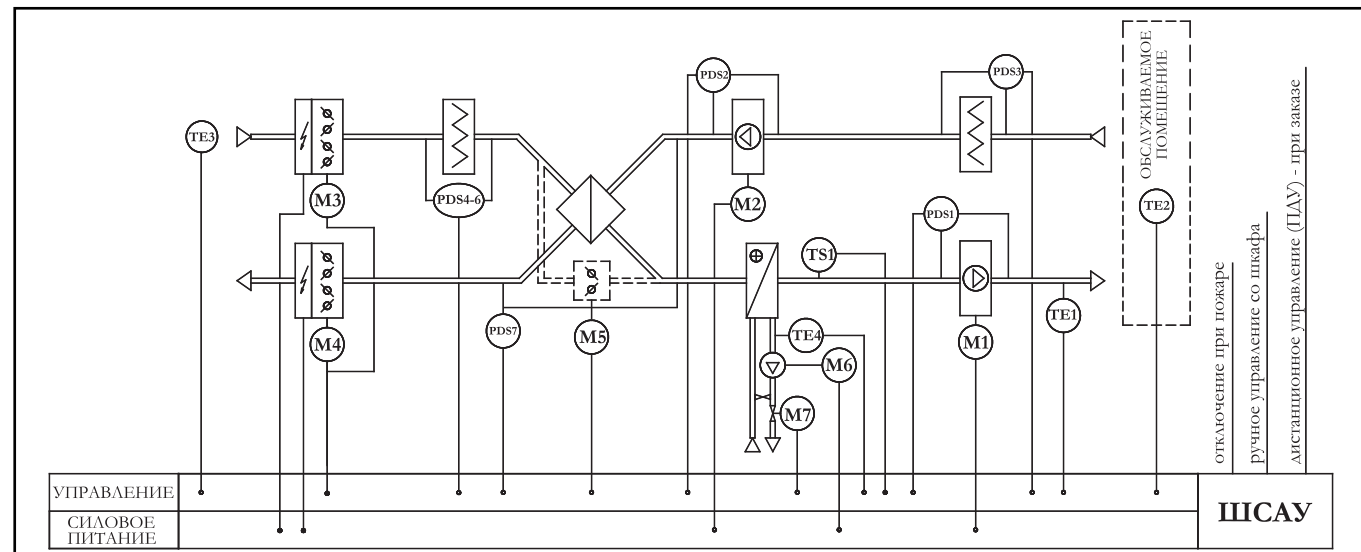 PDS2
PDS3
TE3
ОБСЛУЖИВАЕМОЕ
ПОМЕЩЕНИЕ
M3
PDS4-6
M2
TE2
PDS1
TS1
TE1
PDS7
M4
M5
TE4
M6
M1
M7
отключение при пожаре
ручное управление со шкафа
дистанционное управление (ПДУ) - при заказе
УПРАВЛЕНИЕ
СИЛОВОЕ
ПИТАНИЕ
ШСАУ